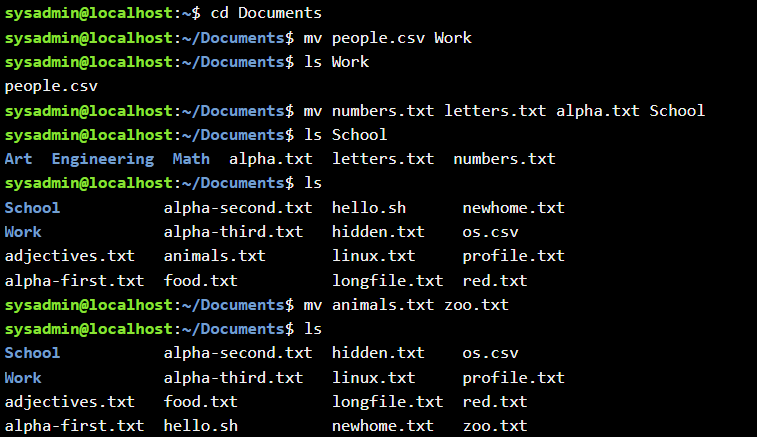 sysadmin@localhost:~$ cd Documents
sysadmin@localhost:~/Documents$ mv people.csv Work
sysadmin@localhost:~/Documents$ ls Work
people.csv
sysadmin@localhost:~/Documents$ mv numbers.txt letters.txt alpha.txt School
sysadmin@localhost:~/Documents$ ls School
Art  Engineering  Math  alpha.txt  letters.txt  numbers.txt
sysadmin@localhost:~/Documents$ ls
School           alpha-second.txt  hello.sh      newhome.txt
Work             alpha-third.txt  hidden.txt    os.csv
adjectives.txt   animals.txt      linux.txt     profile.txt
alpha-first.txt  food.txt         longfile.txt  red.txt
sysadmin@localhost:~/Documents$ mv animals.txt zoo.txt
sysadmin@localhost:~/Documents$ ls
School           alpha-second.txt  hidden.txt    os.csv
Work             alpha-third.txt  linux.txt     profile.txt
adjectives.txt   food.txt         longfile.txt  red.txt
alpha-first.txt  hello.sh         newhome.txt   zoo.txt